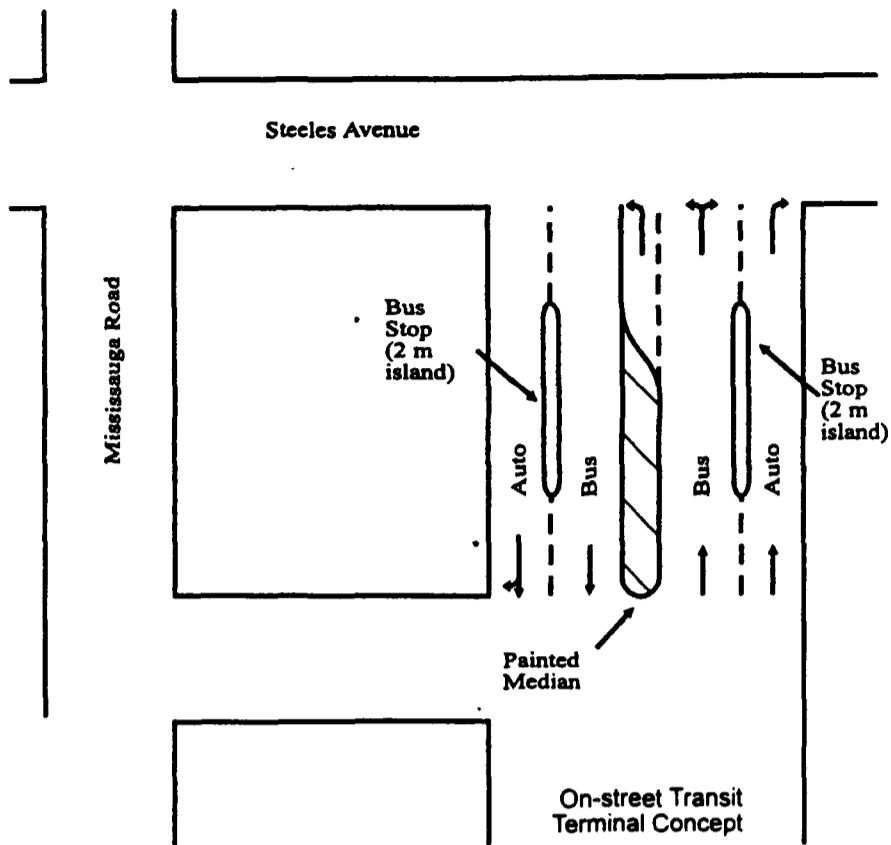 Steeles Avenue
Mississauga Road
Bus
Stop
(2 m
island)
Bus
Stop
(2 m
island)
Auto
Bus
Bus
Auto
Painted
Median
On-street Transit
Terminal Concept